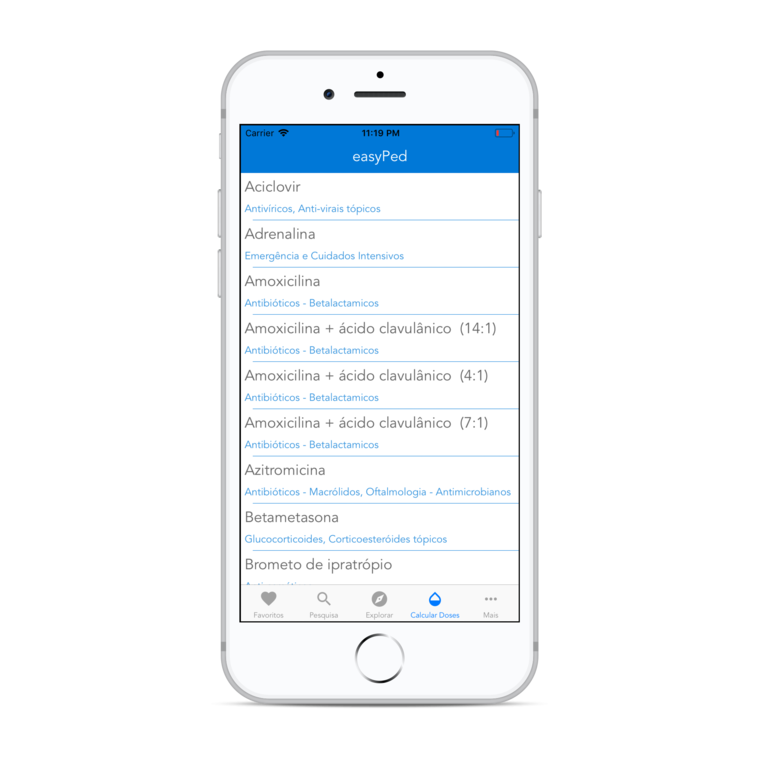 Carrier 11:19 PM
easyPed
Aciclovir
Antivíricos, Anti-virais tópicos
Adrenalina
Emergência e Cuidados Intensivos
Amoxicilina
Antibióticos - Betalactamicos
Amoxicilina + ácido clavulânico (14:1)
Antibióticos - Betalactamicos
Amoxicilina + ácido clavulânico (4:1)
Antibióticos - Betalactamicos
Amoxicilina + ácido clavulânico (7:1)
Antibióticos - Betalactamicos
Azitromicina
Antibióticos - Macrólidos, Oftalmologia - Antimicrobianos
Betametasona
Glucocorticoides, Corticoesteróides tópicos
Brometo de ipratrópio
Favoritos Pesquisa Explorar Calcular Doses Mais